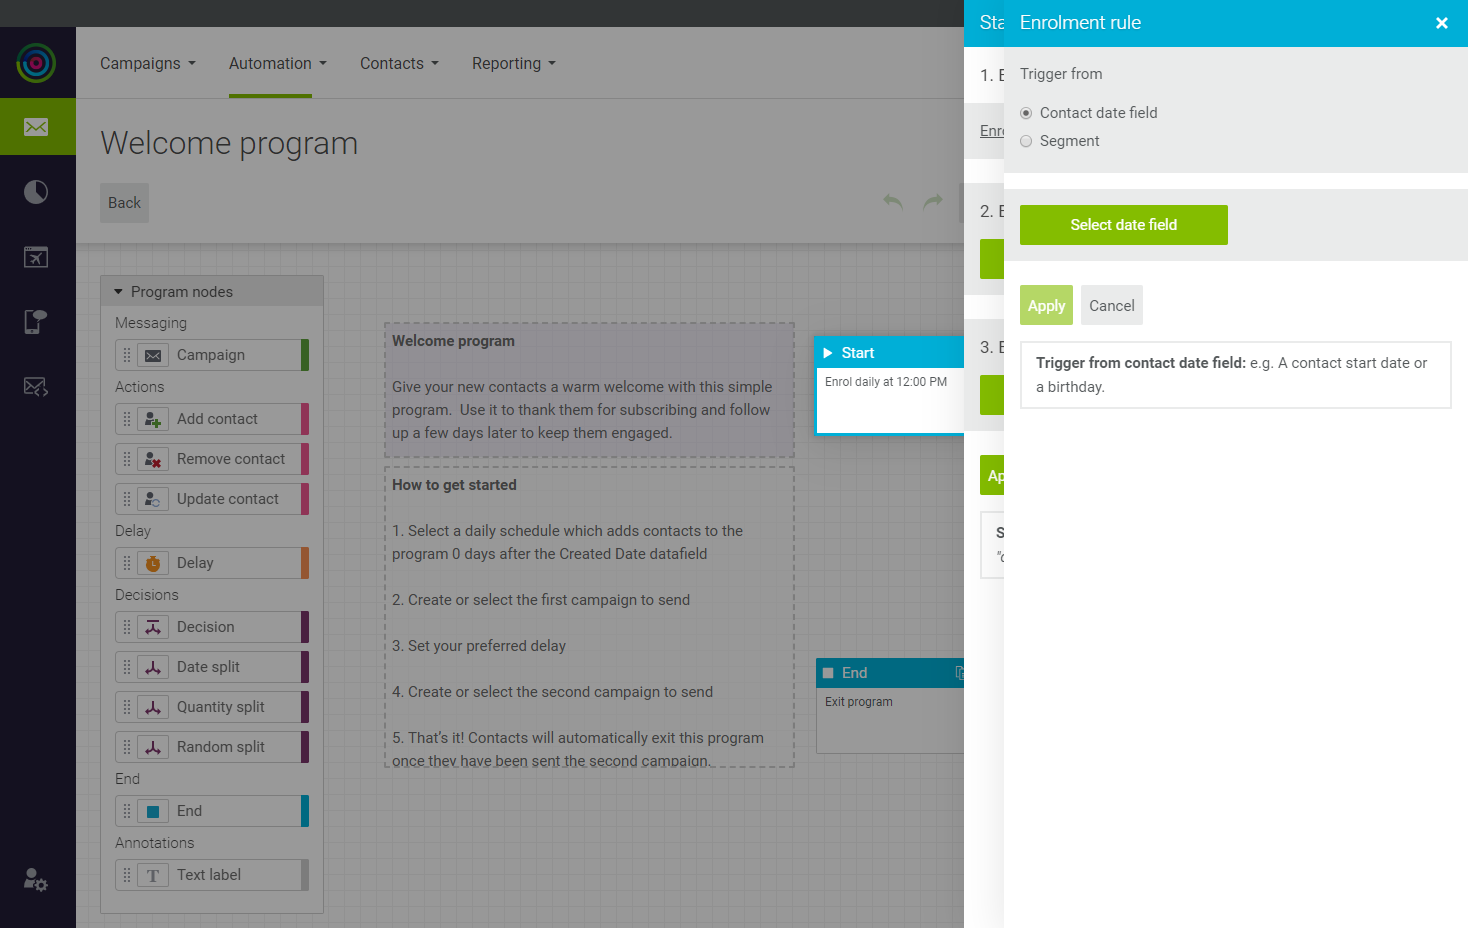 Campaigns
Automation
Contacts
Reporting
Welcome program
Back
Program nodes
Messaging
Campaign
Actions
Add contact
Remove contact
Update contact
Delay
Delay
Decisions
Decision
Date split
Quantity split
Random split
End
End
Annotations
T
Text label
Welcome program
Give your new contacts a warm welcome with this simple
program. Use it to thank them for subscribing and follow
up a few days later to keep them engaged.
How to get started
1. Select a daily schedule which adds contacts to the
program 0 days after the Created Date datafield
2. Create or select the first campaign to send
3. Set your preferred delay
4. Create or select the second campaign to send
5. That's it! Contacts will automatically exit this program
once they have been sent the second campaign.
Start
Enrol daily at 12:00 PM
End
Exit program
1.
2.
3.
Enrolment rule
Trigger from
Contact date field
Segment
Select date field
Apply
Cancel
Trigger from contact date field: e.g. A contact start date or
a birthday.